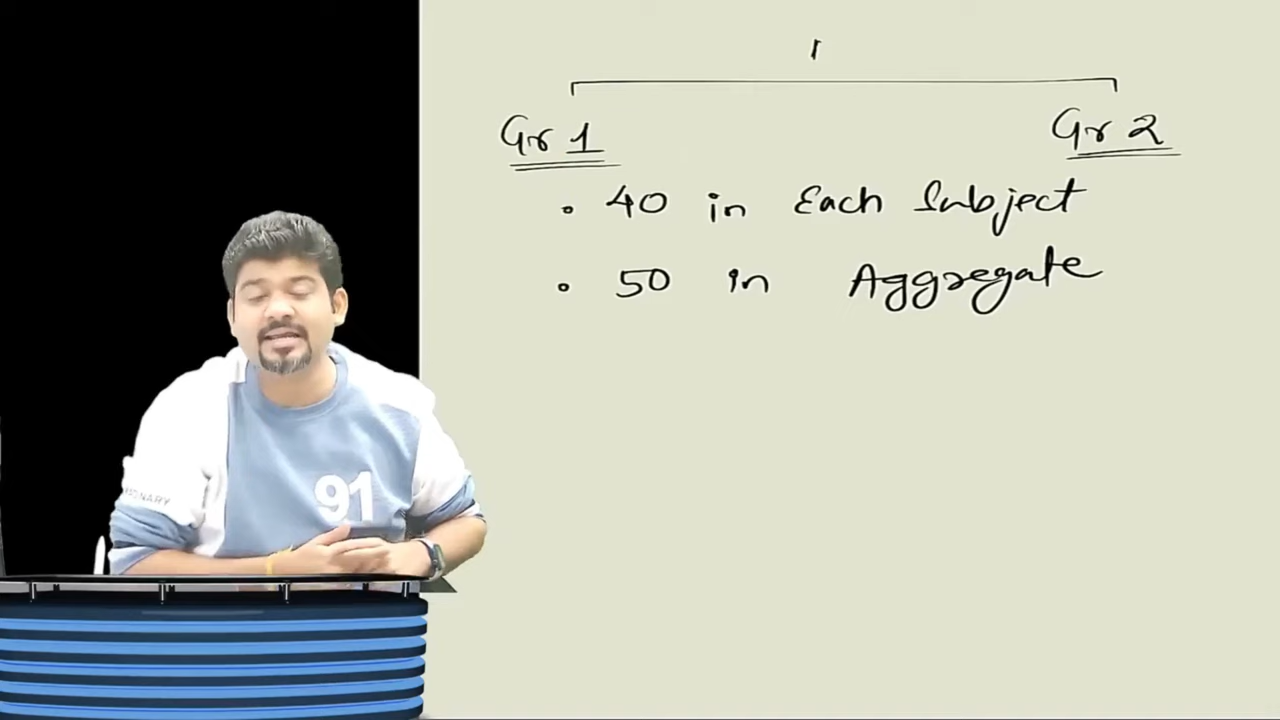 Gr 1
Gr 2
• 40 in Each Subject
• 50 in Aggregate
91